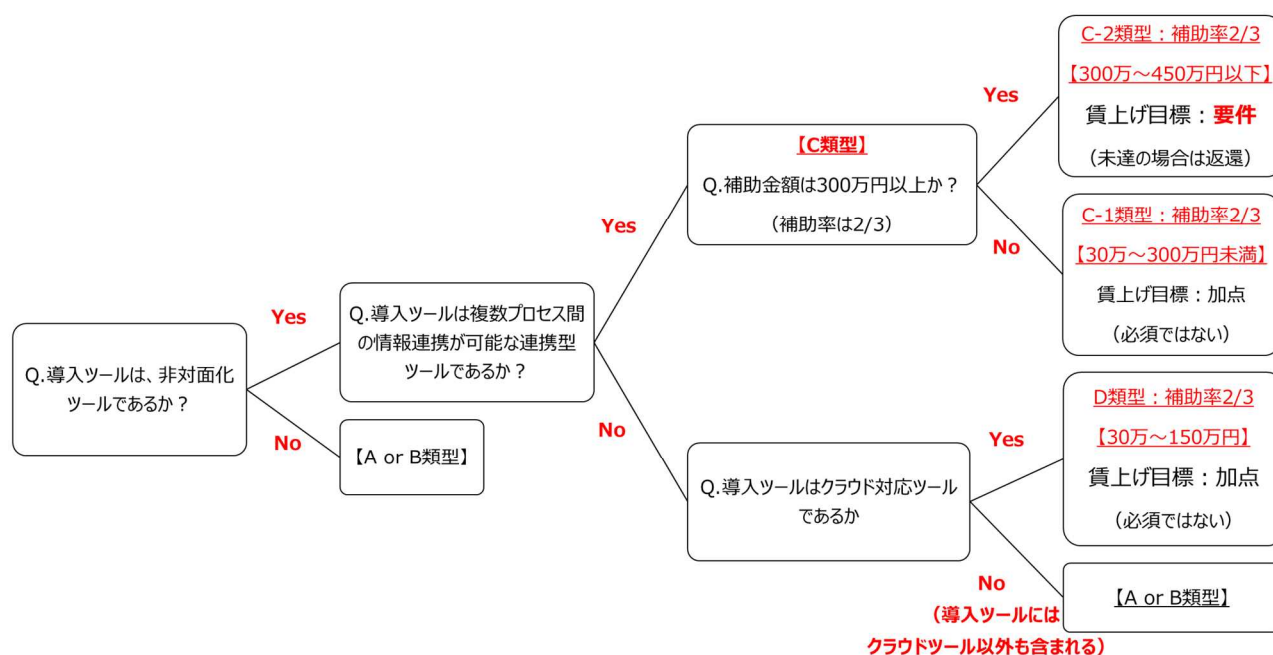 Q.導入ツールは、非対面化
ツールであるか？
Yes
No
Q.導入ツールは複数プロセス間
の情報連携が可能な連携型
ツールであるか？
【A or B類型】
Yes
No
【C類型】
Q.補助金額は300万円以上か？
（補助率は2/3）
Yes
No
C-2類型：補助率2/3
【300万～450万円以下】
賃上げ目標：要件
（未達の場合は返還）
C-1類型：補助率2/3
【30万～300万円未満】
賃上げ目標：加点
（必須ではない）
Q.導入ツールはクラウド対応ツール
であるか
Yes
No
（導入ツールには
クラウドツール以外も含まれる）
D類型：補助率2/3
【30万～150万円】
賃上げ目標：加点
（必須ではない）
【A or B類型】